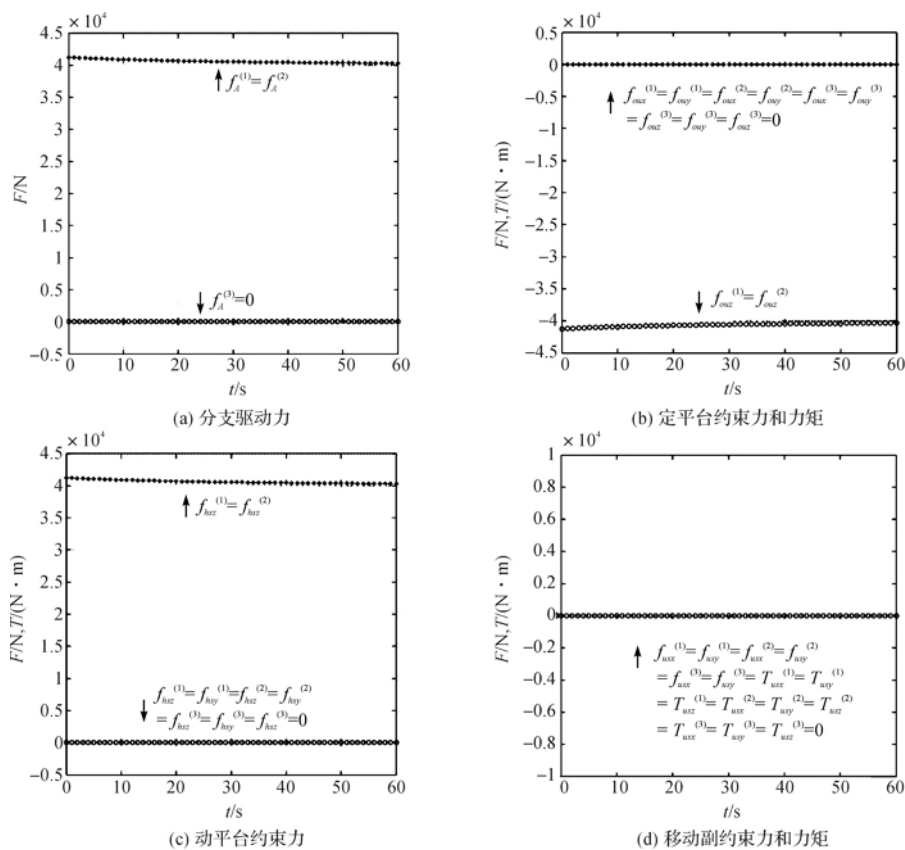 ×10⁴
4.5
4
3.5
3
2.5
2
1.5
1
0.5
0
−0.5
F/N
f_A^(1)=f_A^(2)
f_A^(3)=0
0 10 20 30 40 50 60
t/s
(a) 分支驱动力
×10⁴
0.5
0
−0.5
−1
−1.5
−2
−2.5
−3
−3.5
−4
−4.5
F/N,T/(N·m)
f_oux^(1)=f_ouy^(1)=f_oux^(2)=f_ouy^(2)=f_oux^(3)=f_ouy^(3)
=f_ouz^(3)=f_ouy^(3)=f_ouz^(3)=0
f_ouz^(1)=f_ouz^(2)
0 10 20 30 40 50 60
t/s
(b) 定平台约束力和力矩
×10⁴
4.5
4
3.5
3
2.5
2
1.5
1
0.5
0
−0.5
F/N,T/(N·m)
f_hsz^(1)=f_hsz^(2)
f_hsz^(1)=f_hsy^(1)=f_hsz^(2)=f_hsy^(2)
=f_hsz^(3)=f_hsy^(3)=f_hsz^(3)=0
0 10 20 30 40 50 60
t/s
(c) 动平台约束力
×10⁴
1
0.8
0.6
0.4
0.2
0
−0.2
−0.4
−0.6
−0.8
−1
F/N,T/(N·m)
f_usx^(1)=f_usy^(1)=f_usx^(2)=f_usy^(2)
=f_usx^(3)=f_usy^(3)=T_usx^(1)=T_usy^(1)
=T_usz^(1)=T_usx^(2)=T_usy^(2)=T_usz^(2)
=T_usx^(3)=T_usy^(3)=T_usz^(3)=0
0 10 20 30 40 50 60
t/s
(d) 移动副约束力和力矩